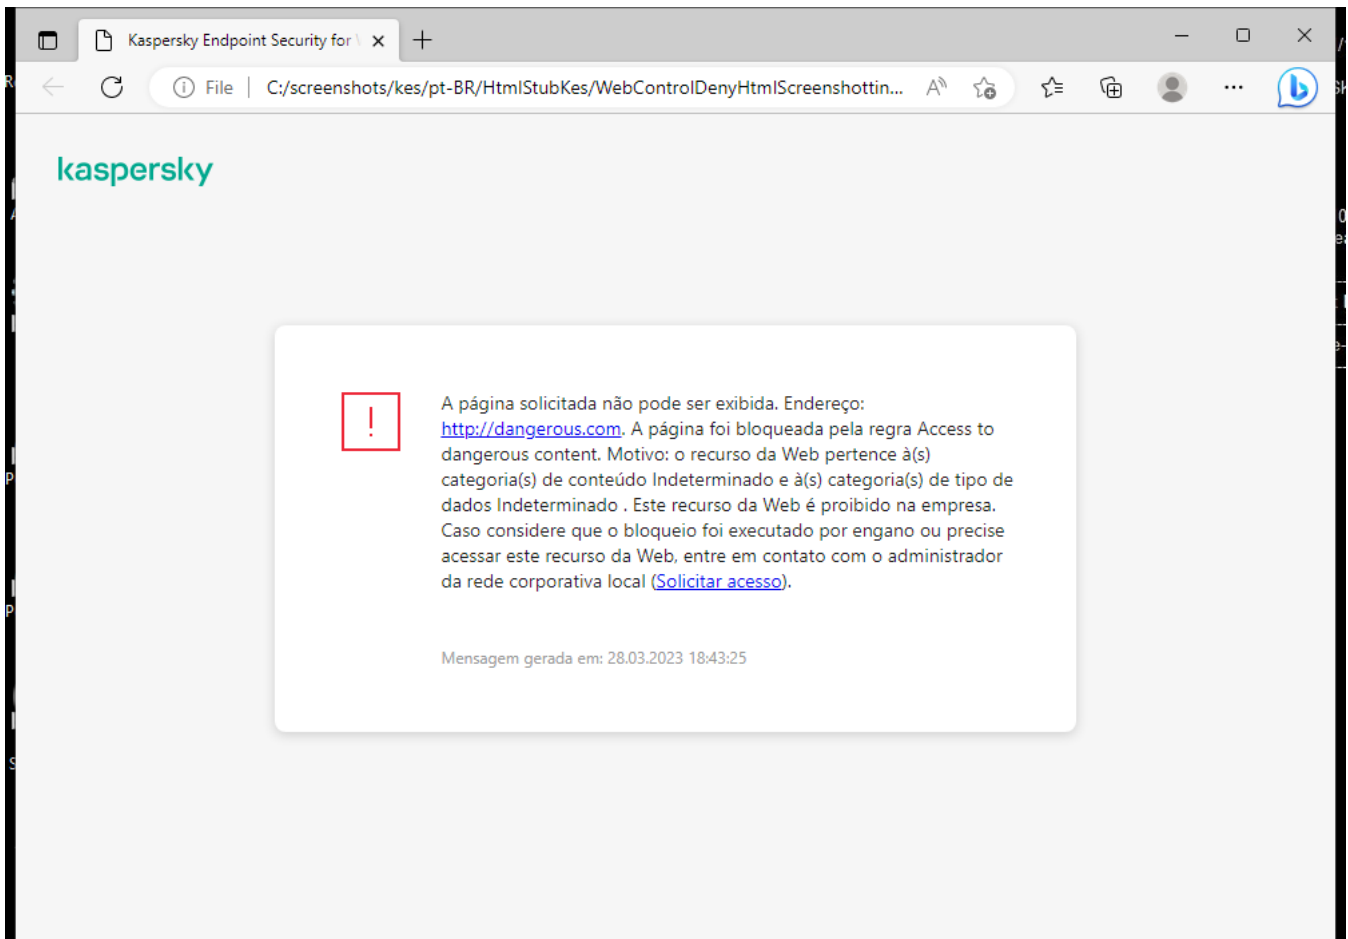 Kaspersky Endpoint Security for
File | C:/screenshots/kes/pt-BR/HtmlStubKes/WebControlDenyHtmlScreenshottin...
kaspersky
A página solicitada não pode ser exibida. Endereço:
http://dangerous.com. A página foi bloqueada pela regra Access to
dangerous content. Motivo: o recurso da Web pertence à(s)
categoria(s) de conteúdo Indeterminado e à(s) categoria(s) de tipo de
dados Indeterminado . Este recurso da Web é proibido na empresa.
Caso considere que o bloqueio foi executado por engano ou precise
acessar este recurso da Web, entre em contato com o administrador
da rede corporativa local (Solicitar acesso).
Mensagem gerada em: 28.03.2023 18:43:25